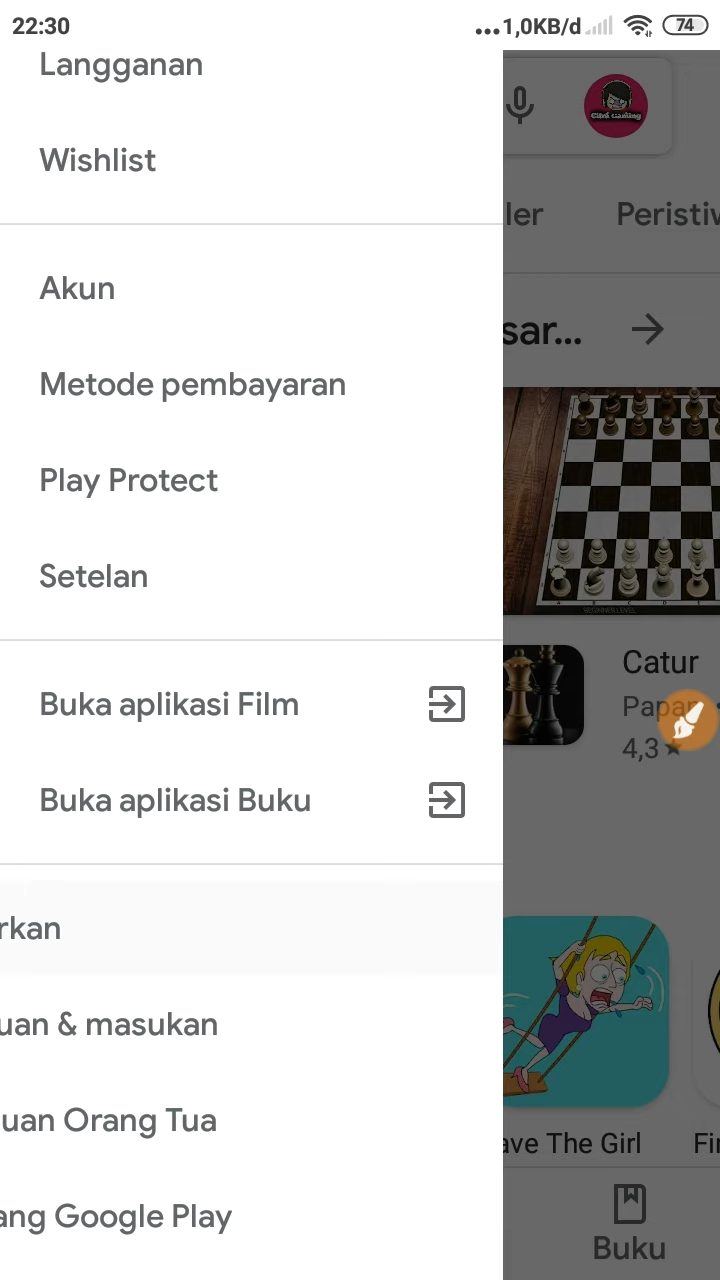 22:30
...1,0KB/d
74
Langganan
Wishlist
ler
Peristiw
Akun
sar...
Metode pembayaran
Play Protect
Setelan
Buka aplikasi Film
Catur
Papan
4,3★
Buka aplikasi Buku
rkan
uan & masukan
uan Orang Tua
ave The Girl
Fir
ang Google Play
Buku